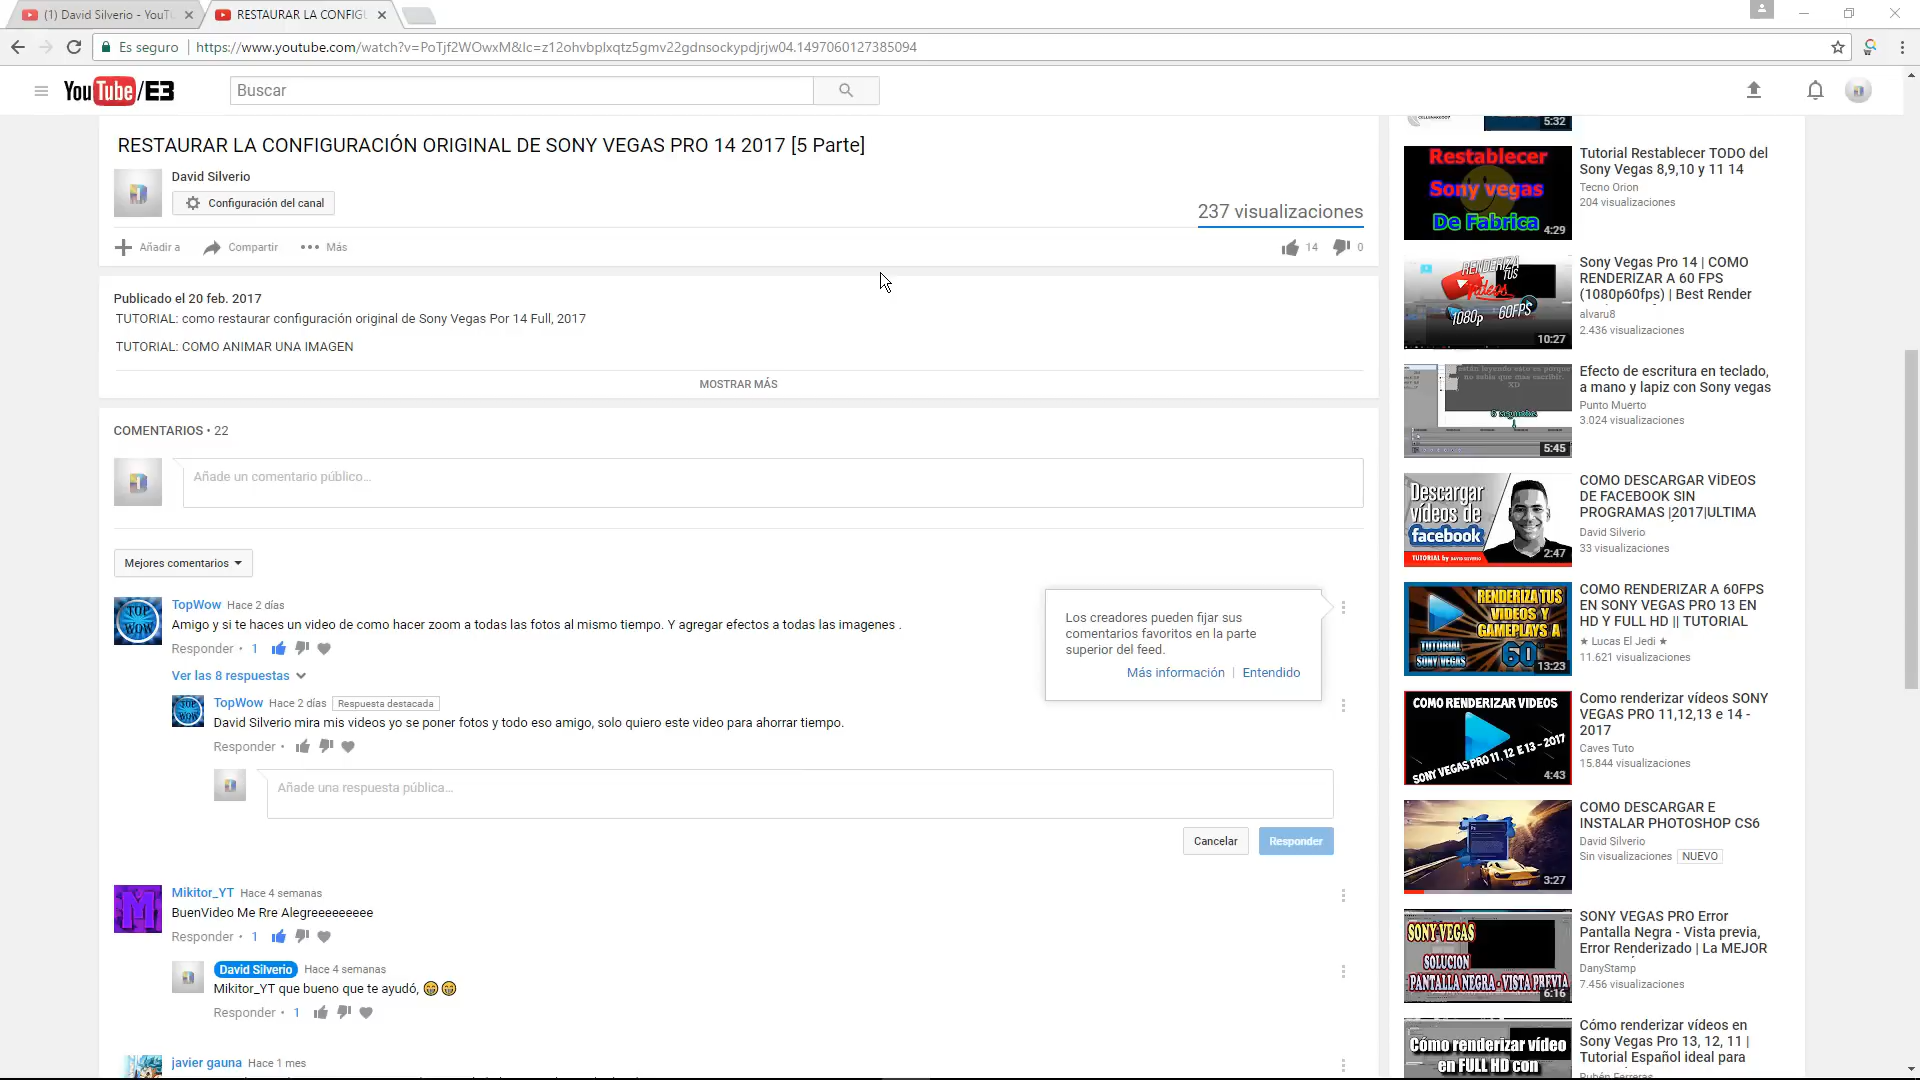 (1) David Silverio - YouT
RESTAURAR LA CONFIGU
Es seguro
https://www.youtube.com/watch?v=PoTjf2WOwxM&lc=z12ohvbplxqtz5gmv22gdnsockypdjrjw04.1497060127385094
YouTube/E3
Buscar
RESTAURAR LA CONFIGURACIÓN ORIGINAL DE SONY VEGAS PRO 14 2017 [5 Parte]
David Silverio
Configuración del canal
237 visualizaciones
Añadir a
Compartir
Más
14
0
Publicado el 20 feb. 2017
TUTORIAL: como restaurar configuración original de Sony Vegas Por 14 Full, 2017
TUTORIAL: COMO ANIMAR UNA IMAGEN
MOSTRAR MÁS
COMENTARIOS • 22
Añade un comentario público...
Mejores comentarios
TopWow Hace 2 días
Amigo y si te haces un video de como hacer zoom a todas las fotos al mismo tiempo. Y agregar efectos a todas las imagenes .
Responder • 1
Ver las 8 respuestas
TopWow Hace 2 días Respuesta destacada
David Silverio mira mis videos yo se poner fotos y todo eso amigo, solo quiero este video para ahorrar tiempo.
Responder •
Añade una respuesta pública...
Cancelar
Responder
Los creadores pueden fijar sus
comentarios favoritos en la parte
superior del feed.
Más información | Entendido
TOP
WOW
Mikitor_YT Hace 4 semanas
BuenVideo Me Rre Alegreeeeeeeee
Responder • 1
M
David Silverio Hace 4 semanas
Mikitor_YT que bueno que te ayudó, 😁😁
Responder • 1
javier gauna Hace 1 mes
5:32
Restablecer
Sony vegas
De Fabrica
4:29
Tutorial Restablecer TODO del
Sony Vegas 8,9,10 y 11 14
Tecno Orion
204 visualizaciones
RENDERIZA
TUS
Videos
1080p 60FPS
10:27
Sony Vegas Pro 14 | COMO
RENDERIZAR A 60 FPS
(1080p60fps) | Best Render
alvaru8
2.436 visualizaciones
5:45
Efecto de escritura en teclado,
a mano y lapiz con Sony vegas
Punto Muerto
3.024 visualizaciones
Descargar
vídeos de
facebook
TUTORIAL by DAVID SILVERIO
2:47
COMO DESCARGAR VÍDEOS
DE FACEBOOK SIN
PROGRAMAS |2017|ULTIMA
David Silverio
33 visualizaciones
RENDERIZA TUS
VIDEOS Y
GAMEPLAYS A
60
TUTORIAL
SONY VEGAS
13:23
COMO RENDERIZAR A 60FPS
EN SONY VEGAS PRO 13 EN
HD Y FULL HD || TUTORIAL
★ Lucas El Jedi ★
11.621 visualizaciones
COMO RENDERIZAR VIDEOS
SONY VEGAS PRO 11, 12 E 13 - 2017
4:43
Como renderizar vídeos SONY
VEGAS PRO 11,12,13 e 14 -
2017
Caves Tuto
15.844 visualizaciones
Ps
3:27
COMO DESCARGAR E
INSTALAR PHOTOSHOP CS6
David Silverio
Sin visualizaciones NUEVO
SONY VEGAS
SOLUCION
PANTALLA NEGRA - VISTA PREVIA
6:16
SONY VEGAS PRO Error
Pantalla Negra - Vista previa,
Error Renderizado | La MEJOR
DanyStamp
7.456 visualizaciones
Cómo renderizar vídeo
en FULL HD con
Cómo renderizar vídeos en
Sony Vegas Pro 13, 12, 11 |
Tutorial Español ideal para
Rubén Ferreras